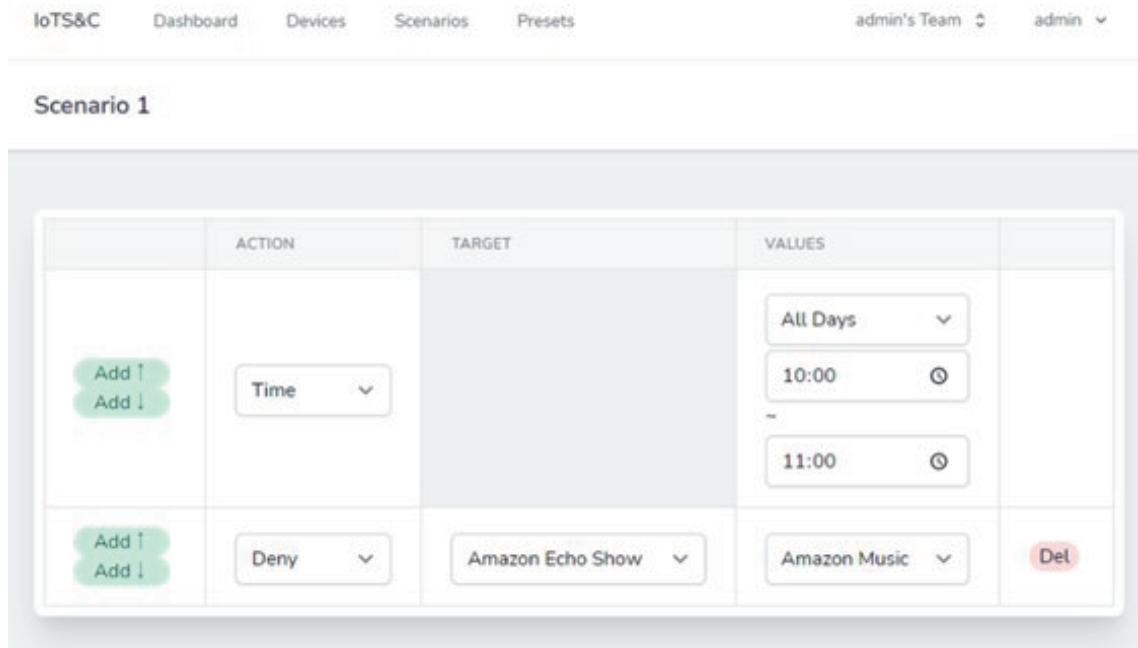 IoTS&C Dashboard Devices Scenarios Presets admin's Team admin
Scenario 1
ACTION TARGET VALUES
All Days
Add ↑
Add ↓
Time
10:00
~
11:00
Add ↑
Add ↓
Deny
Amazon Echo Show
Amazon Music
Del